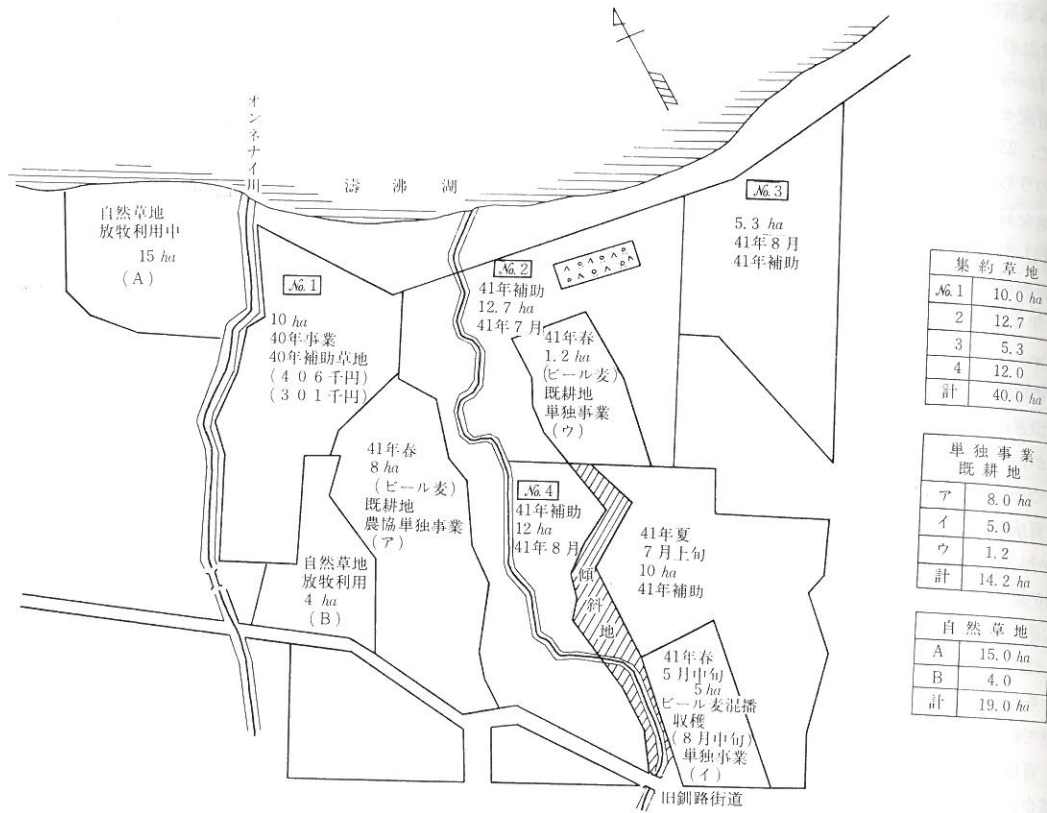 オンネナイ川
濤沸湖
自然草地
放牧利用中
15 ha
(A)
No.1
10 ha
40年事業
40年補助草地
(406千円)
(301千円)
No.2
41年補助
12.7 ha
41年7月
No.3
5.3 ha
41年8月
41年補助
41年春
1.2 ha
(ビール麦)
既耕地
単独事業
(ウ)
41年春
8 ha
(ビール麦)
既耕地
農協単独事業
(ア)
No.4
41年補助
12 ha
41年8月
傾斜地
41年夏
7月上旬
10 ha
41年補助
自然草地
放牧利用
4 ha
(B)
41年春
5月中旬
5 ha
ビール麦混播
収穫
(8月中旬)
単独事業
(イ)
旧釧路街道
集約草地
No.1 10.0 ha
2 12.7
3 5.3
4 12.0
計 40.0 ha
単独事業
既耕地
ア 8.0 ha
イ 5.0
ウ 1.2
計 14.2 ha
自然草地
A 15.0 ha
B 4.0
計 19.0 ha